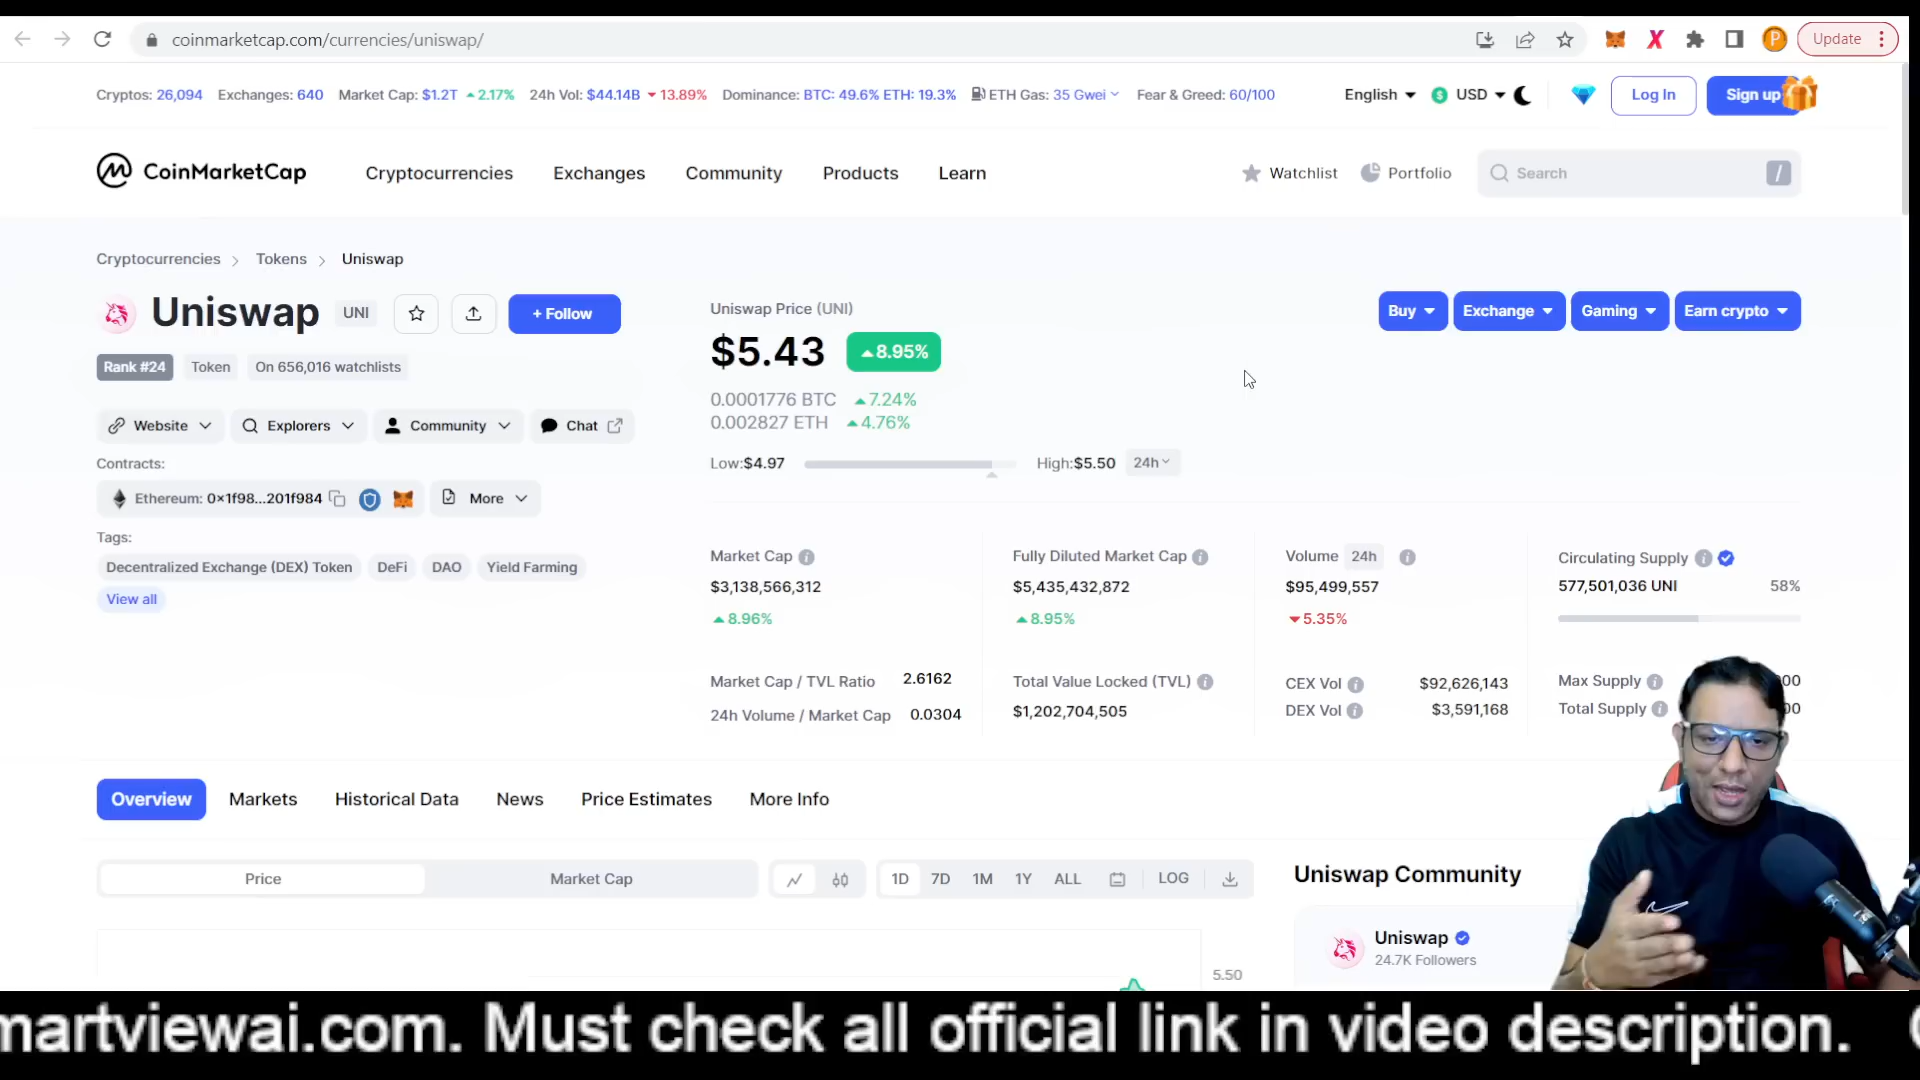 coinmarketcap.com/currencies/uniswap/
Update
Cryptos: 26,094 Exchanges: 640 Market Cap: $1.2T 2.17% 24h Vol: $44.14B 13.89% Dominance: BTC: 49.6% ETH: 19.3% ETH Gas: 35 Gwei Fear & Greed: 60/100
English USD Log In Sign up
CoinMarketCap Cryptocurrencies Exchanges Community Products Learn Watchlist Portfolio Search /
Cryptocurrencies Tokens Uniswap
Uniswap UNI + Follow
Rank #24 Token On 656,016 watchlists
Website Explorers Community Chat
Contracts:
Ethereum: 0x1f98...201f984 More
Tags:
Decentralized Exchange (DEX) Token DeFi DAO Yield Farming
View all
Uniswap Price (UNI)
$5.43 8.95%
0.0001776 BTC 7.24%
0.002827 ETH 4.76%
Low:$4.97 High:$5.50 24h
Buy Exchange Gaming Earn crypto
Market Cap
$3,138,566,312
8.96%
Fully Diluted Market Cap
$5,435,432,872
8.95%
Volume 24h
$95,499,557
5.35%
Circulating Supply
577,501,036 UNI 58%
Market Cap / TVL Ratio 2.6162
24h Volume / Market Cap 0.0304
Total Value Locked (TVL)
$1,202,704,505
CEX Vol $92,626,143
DEX Vol $3,591,168
Max Supply
Total Supply
Overview Markets Historical Data News Price Estimates More Info
Price Market Cap 1D 7D 1M 1Y ALL LOG
5.50
Uniswap Community
Uniswap
24.7K Followers
martviewai.com. Must check all official link in video description.